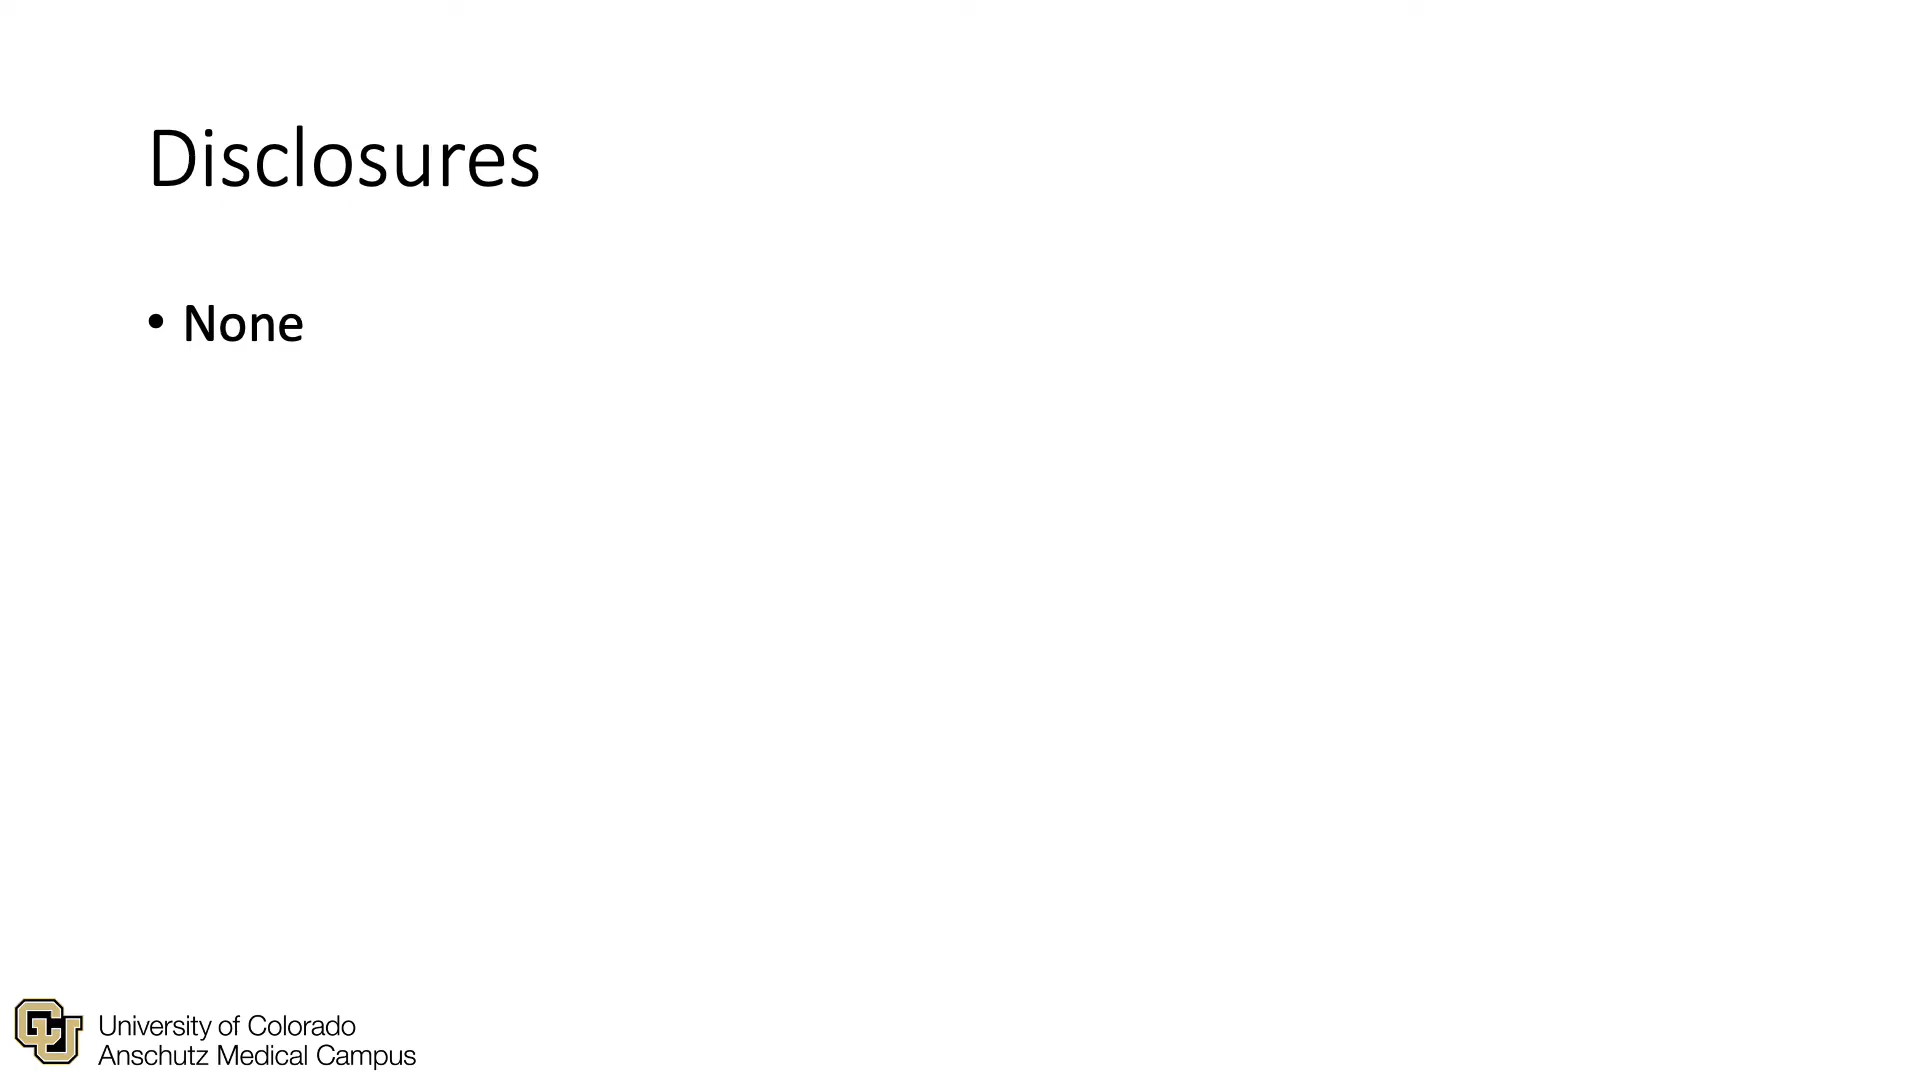 Disclosures
• None
University of Colorado
Anschutz Medical Campus